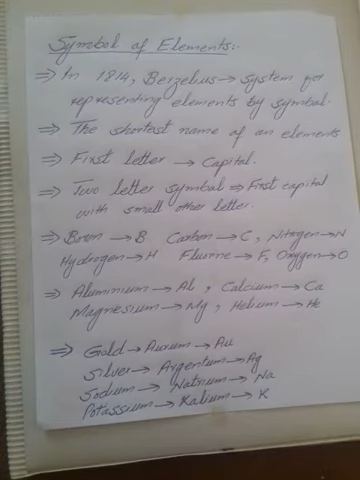 Symbol of Elements:-
⇒ In 1814, Berzelius → system for
representing elements by symbol.
⇒ The shortest name of an elements
⇒ First letter → Capital.
⇒ Two letter symbol ⇒ First capital
with small other letter.
⇒ Boron → B Carbon → C, Nitrogen → N
Hydrogen → H Fluorine → F, Oxygen → O
⇒ Aluminium → Al, Calcium → Ca
Magnesium → Mg, Helium → He
⇒ Gold → Aurum → Au
Silver → Argentum → Ag
Sodium → Natrium → Na
Potassium → Kalium → K